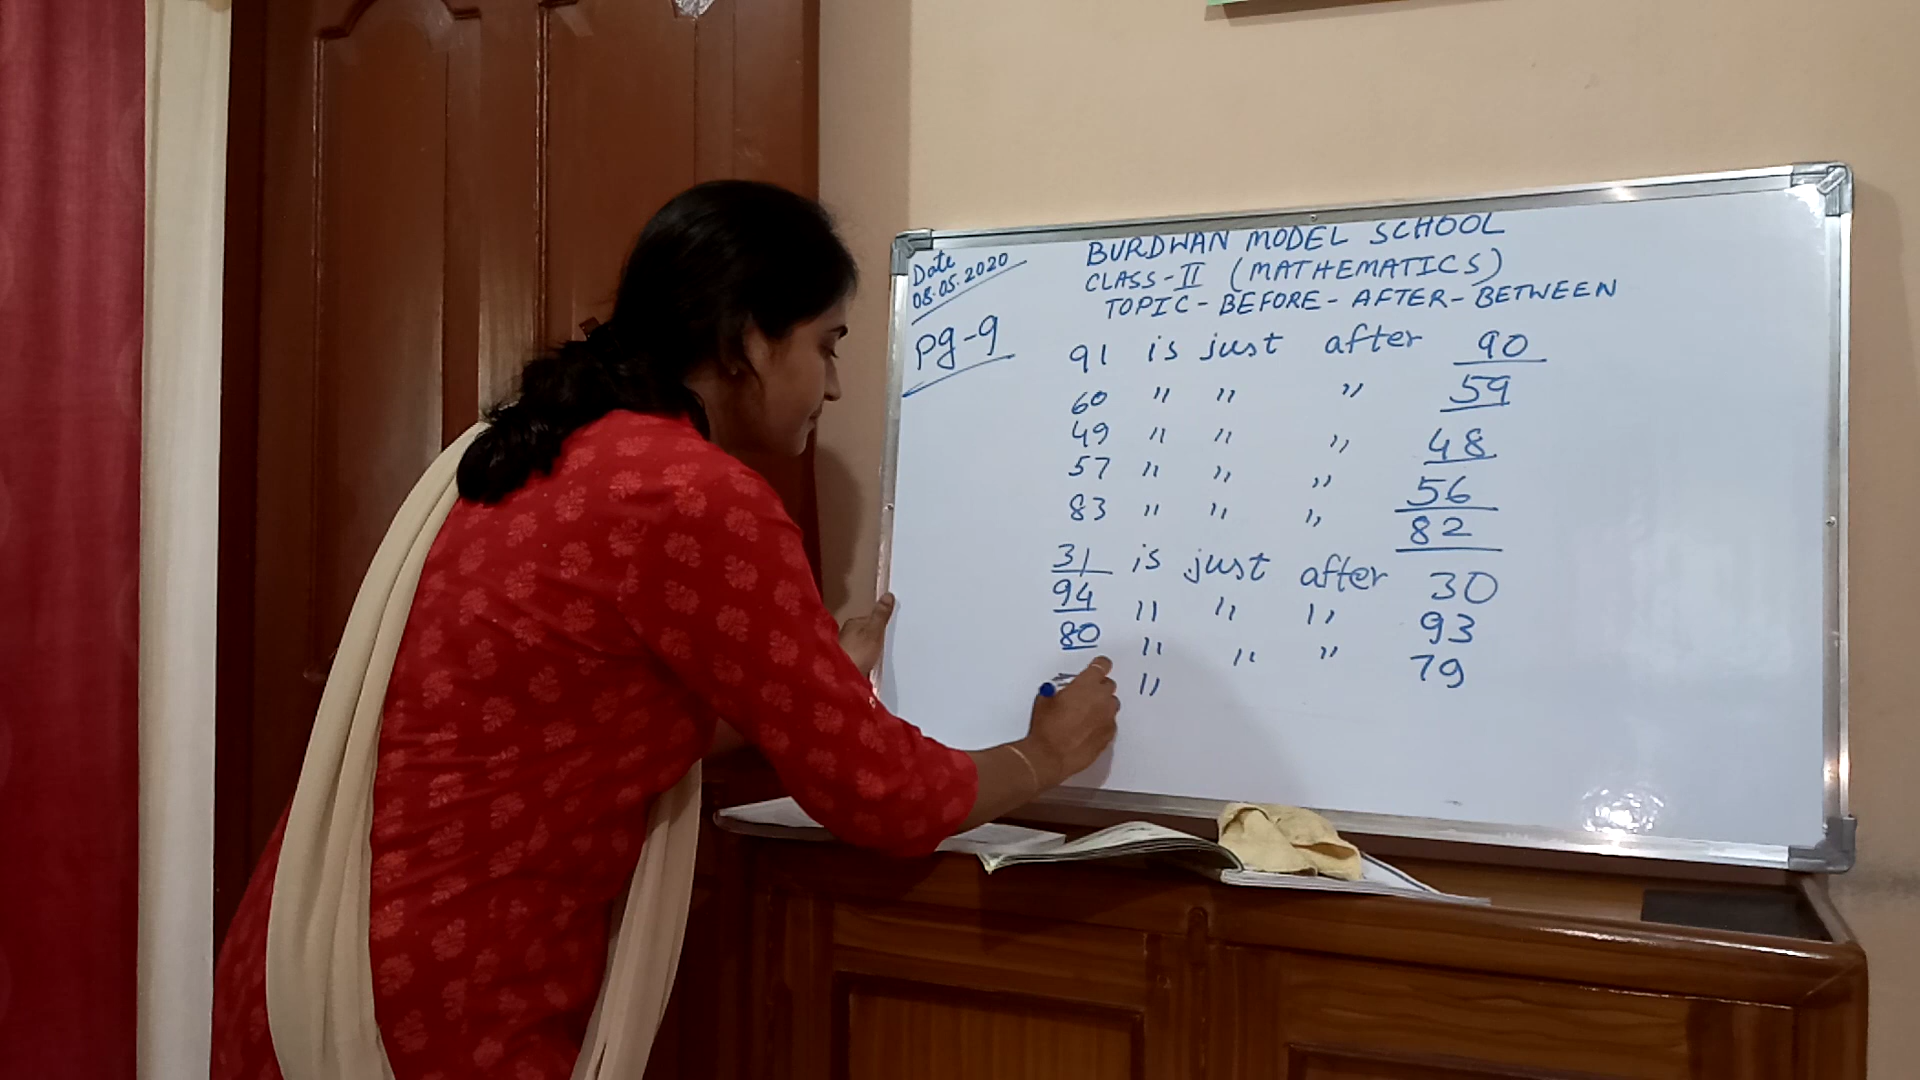 Date
08.05.2020
pg-9
BURDWAN MODEL SCHOOL
CLASS-II (MATHEMATICS)
TOPIC-BEFORE-AFTER-BETWEEN
91 is just after 90
60 " " " 59
49 " " " 48
57 " " " 56
83 " " " 82
31 is just after 30
94 " " " 93
80 " " " 79
"